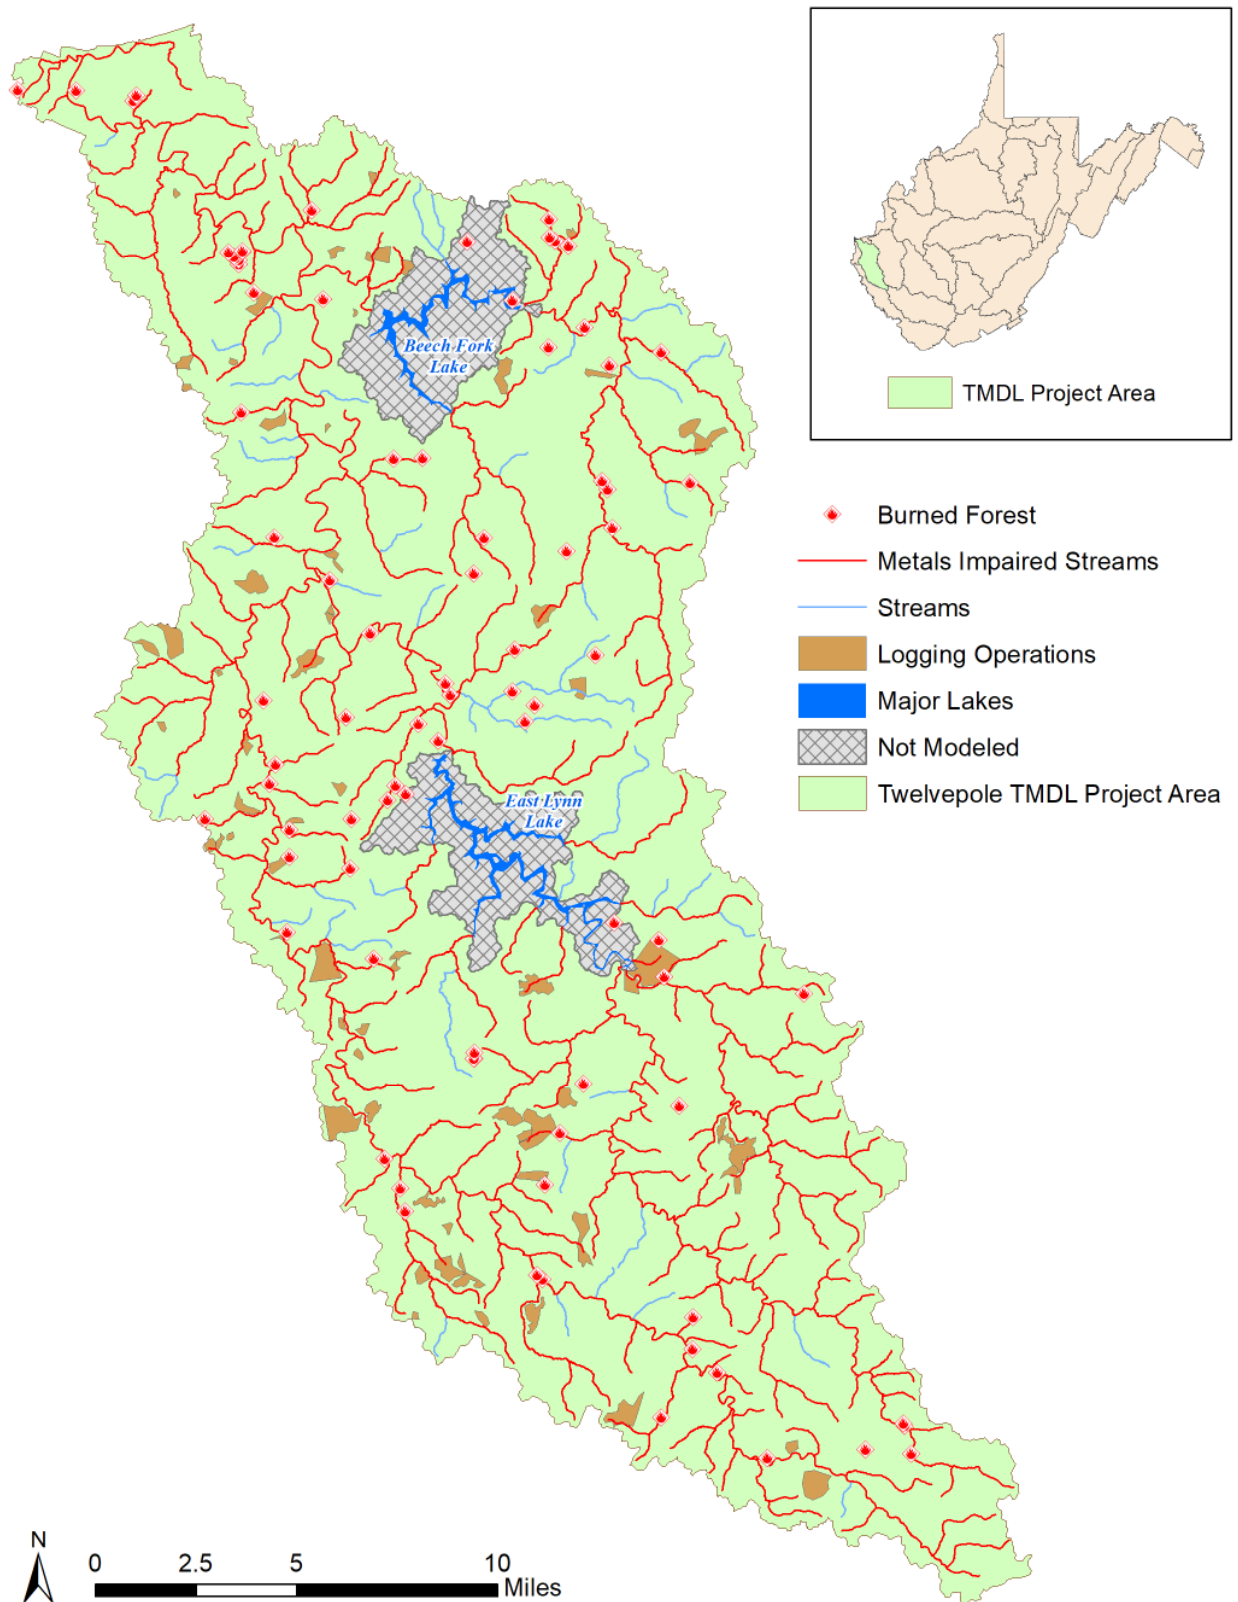 TMDL Project Area
Beech Fork
Lake
Burned Forest
Metals Impaired Streams
Streams
Logging Operations
Major Lakes
Not Modeled
Twelvepole TMDL Project Area
East Lynn
Lake
N
0 2.5 5 10
Miles